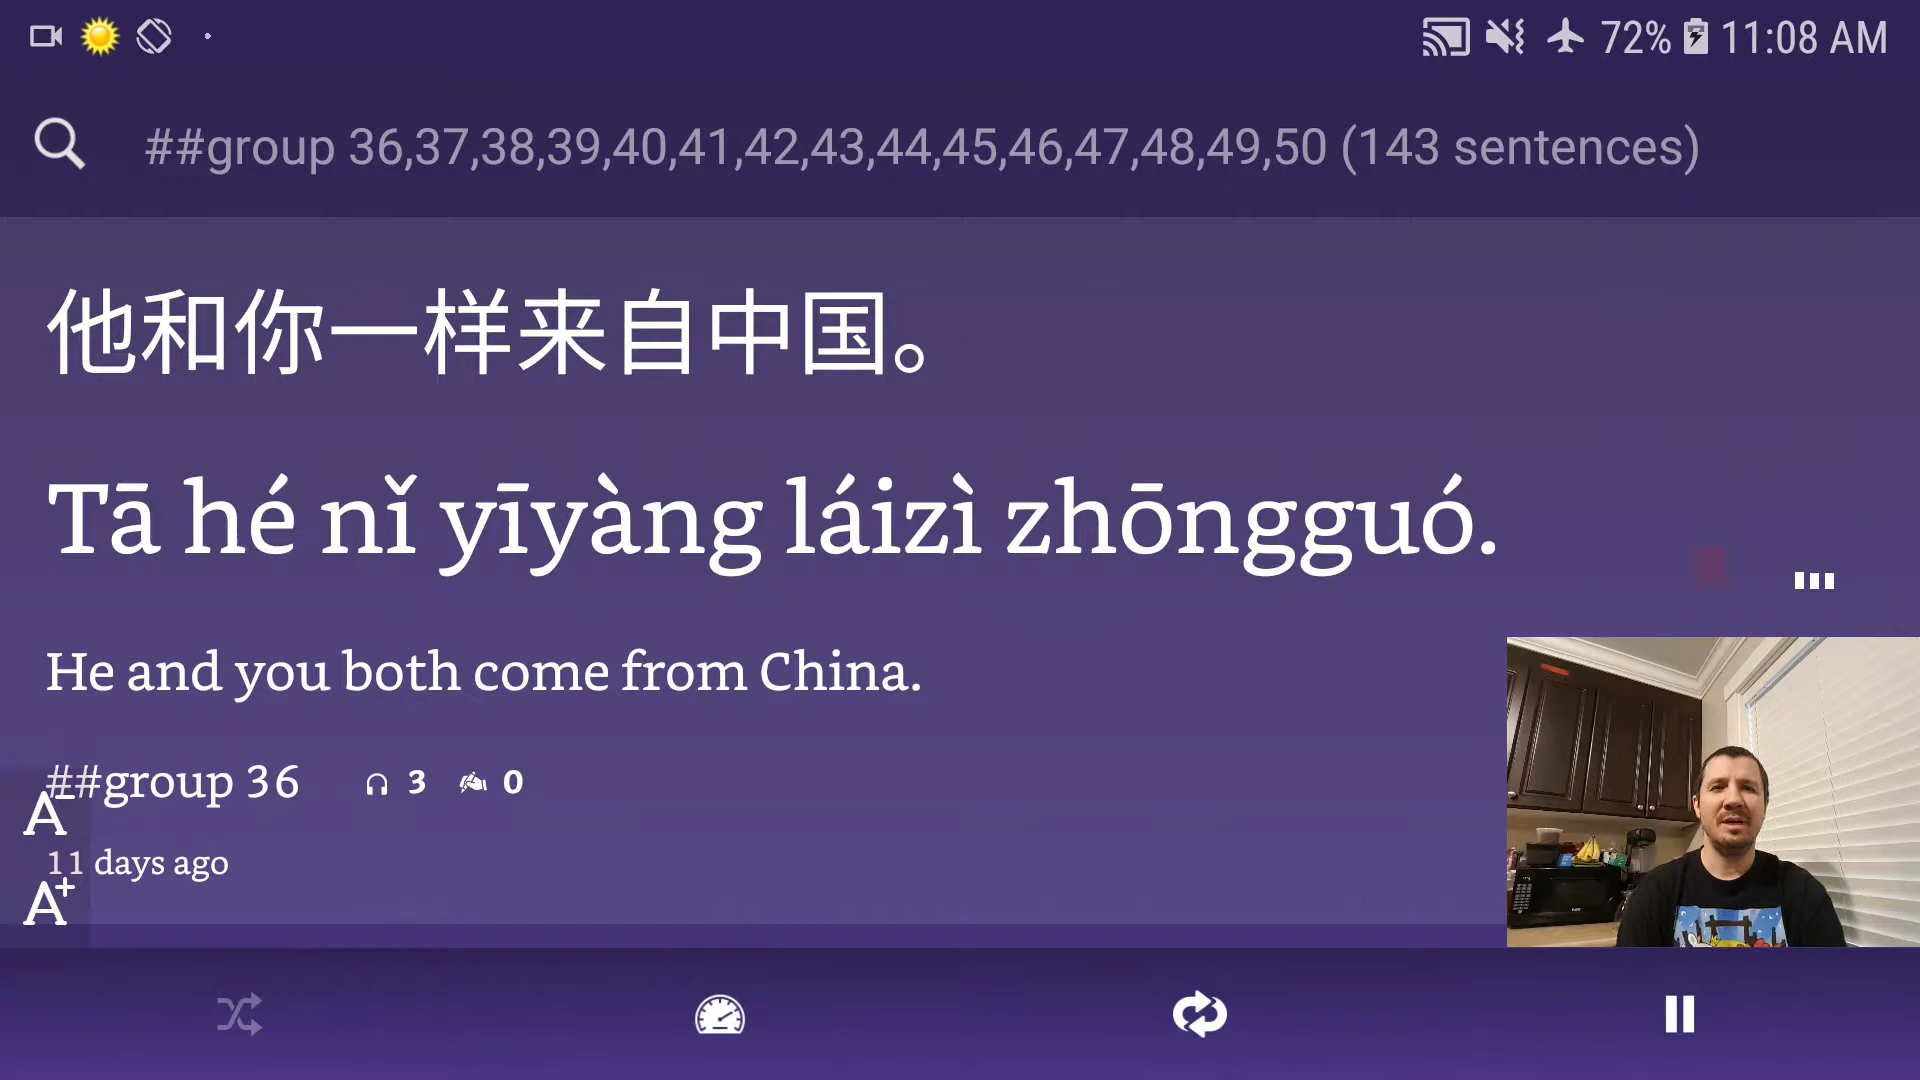 72% 11:08 AM
##group 36,37,38,39,40,41,42,43,44,45,46,47,48,49,50 (143 sentences)
他和你一样来自中国。
Tā hé nǐ yīyàng láizì zhōngguó.
He and you both come from China.
##group 36 3 0
A-
11 days ago
A+